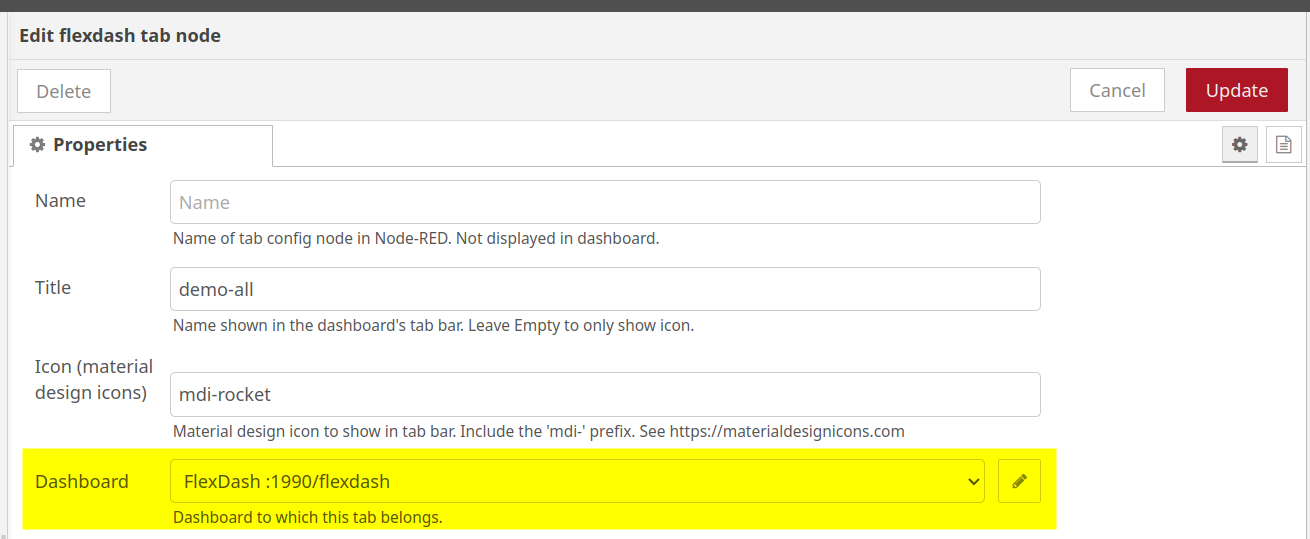 Edit flexdash tab node
Delete
Cancel
Update
Properties
Name
Name
Name of tab config node in Node-RED. Not displayed in dashboard.
Title
demo-all
Name shown in the dashboard's tab bar. Leave Empty to only show icon.
Icon (material
design icons)
mdi-rocket
Material design icon to show in tab bar. Include the 'mdi-' prefix. See https://materialdesignicons.com
Dashboard
FlexDash :1990/flexdash
Dashboard to which this tab belongs.